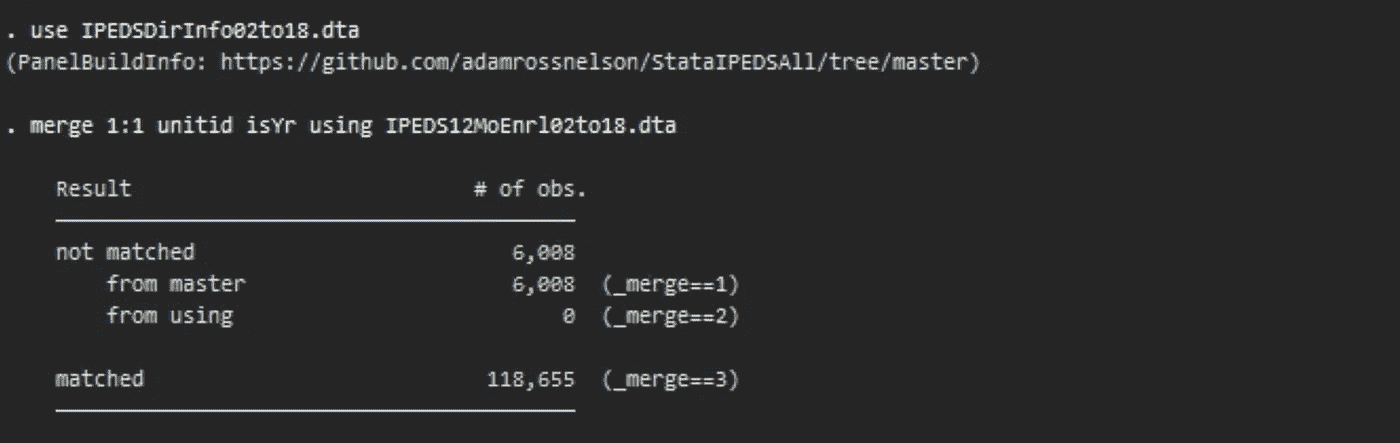 . use IPEDSDirInfo02to18.dta
(PanelBuildInfo: https://github.com/adamrossnelson/StataIPEDSAll/tree/master)
. merge 1:1 unitid isYr using IPEDS12MoEnrl02to18.dta
Result # of obs.
not matched 6,008
from master 6,008 (_merge==1)
from using 0 (_merge==2)
matched 118,655 (_merge==3)